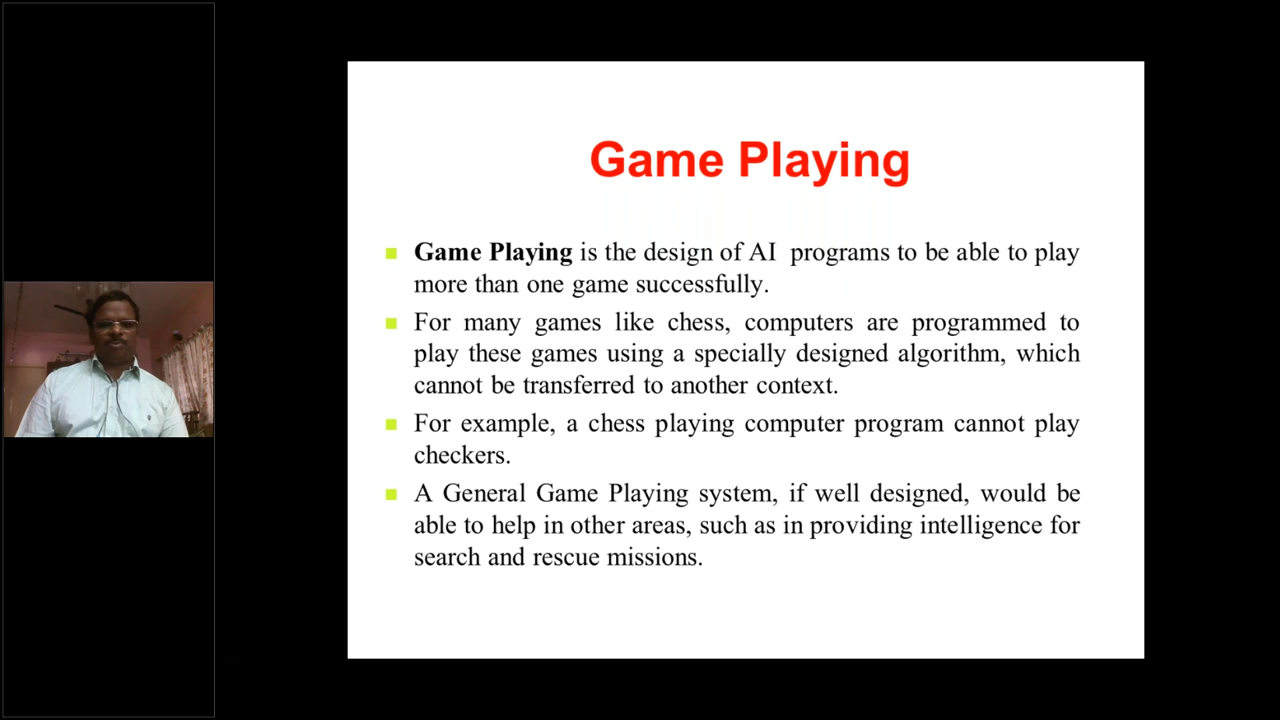 Game Playing
Game Playing is the design of AI programs to be able to play
more than one game successfully.
For many games like chess, computers are programmed to
play these games using a specially designed algorithm, which
cannot be transferred to another context.
For example, a chess playing computer program cannot play
checkers.
A General Game Playing system, if well designed, would be
able to help in other areas, such as in providing intelligence for
search and rescue missions.